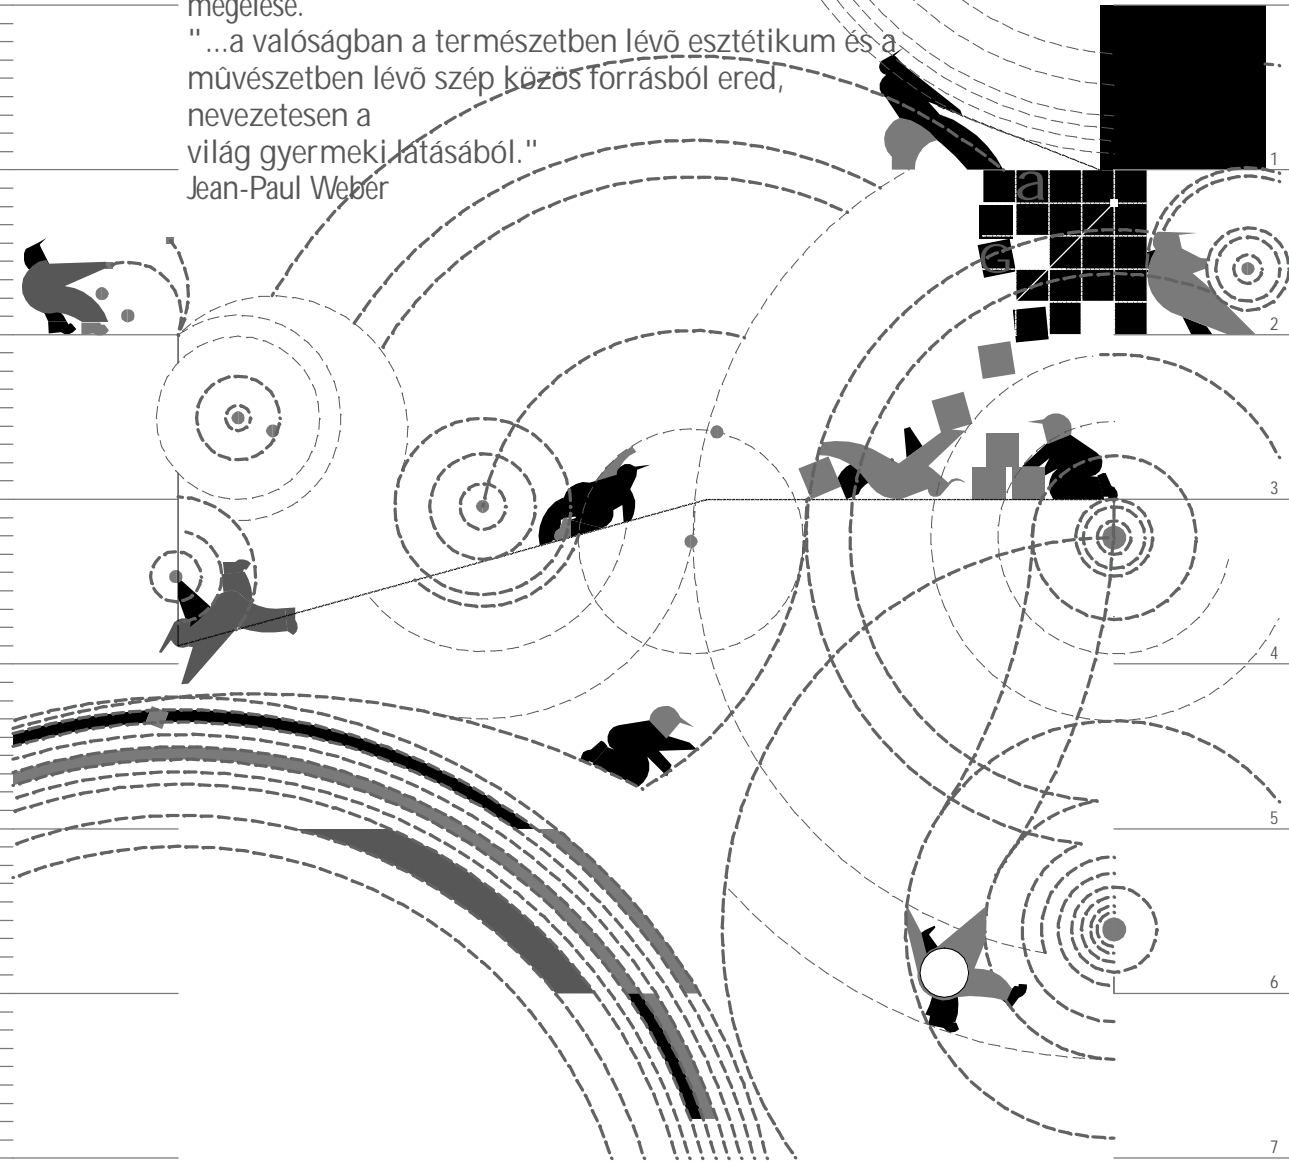 megélése.
"...a valóságban a természetben lévõ esztétikum és a
mûvészetben lévõ szép közös forrásból ered,
nevezetesen a
világ gyermeki látásából."
Jean-Paul Weber
1
a
G
2
3
4
5
6
7